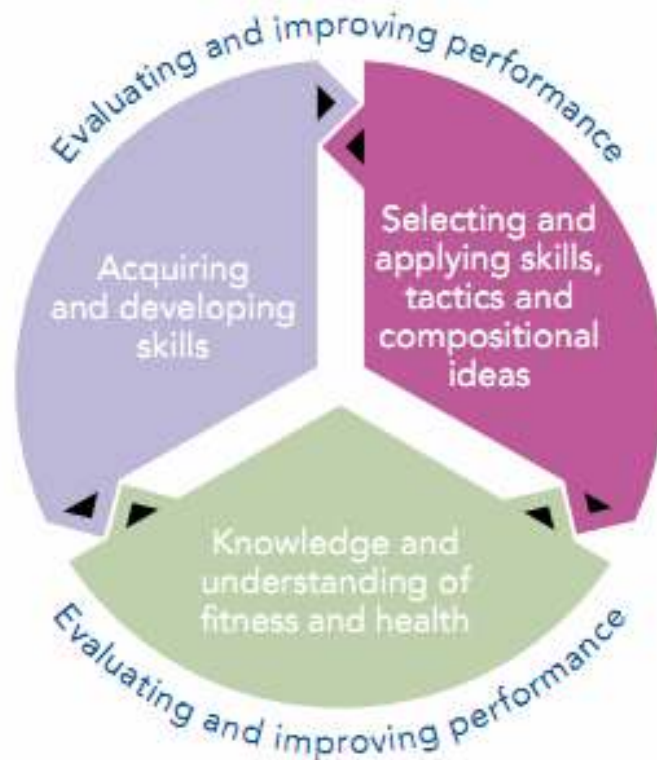 Evaluating and improving performance
Acquiring
and developing
skills
Selecting and
applying skills,
tactics and
compositional
ideas
Knowledge and
understanding of
fitness and health
Evaluating and improving performance